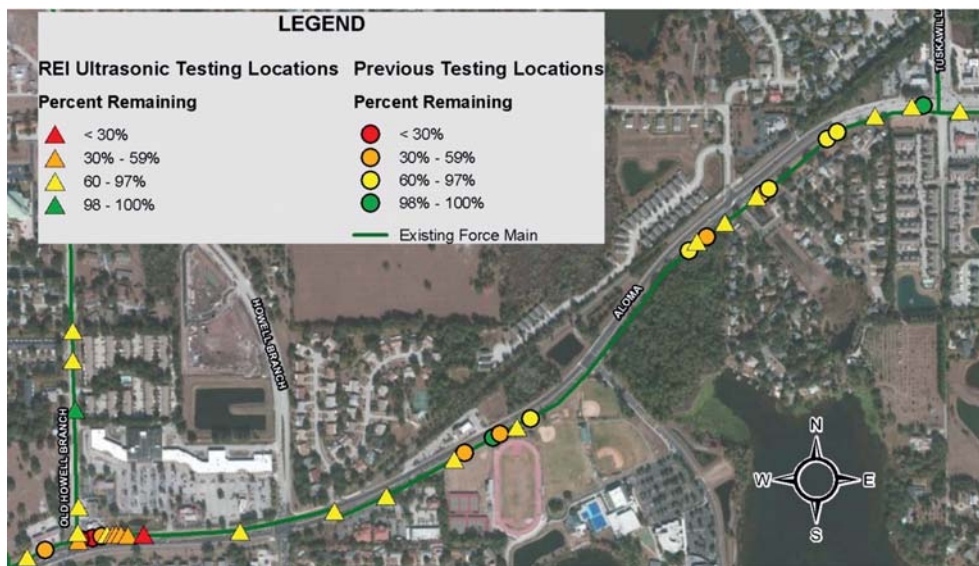 LEGEND
REI Ultrasonic Testing Locations
Percent Remaining
< 30%
30% - 59%
60 - 97%
98 - 100%
Previous Testing Locations
Percent Remaining
< 30%
30% - 59%
60% - 97%
98% - 100%
Existing Force Main
TUSKAWILL
HOWELL BRANCH
ALOMA
OLD HOWELL BRANCH
N
W
E
S